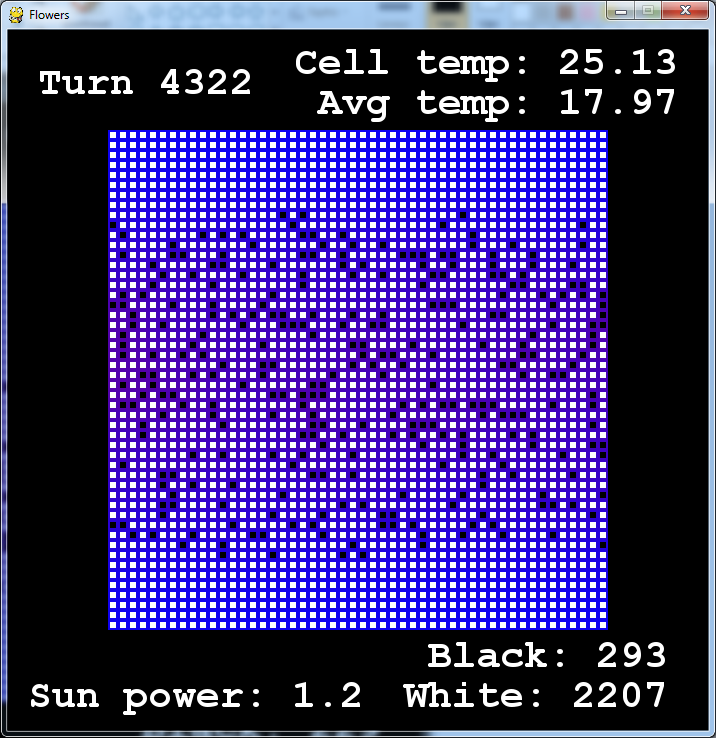 Flowers
Turn 4322
Cell temp: 25.13
Avg temp: 17.97
Black: 293
Sun power: 1.2
White: 2207